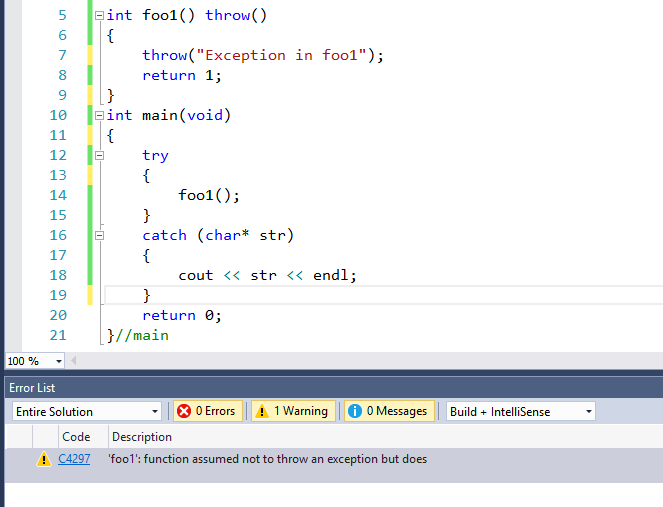 5 int foo1() throw()
6 {
7 throw("Exception in foo1");
8 return 1;
9 }
10 int main(void)
11 {
12 try
13 {
14 foo1();
15 }
16 catch (char* str)
17 {
18 cout << str << endl;
19 }
20 return 0;
21 }//main
100 %
Error List
Entire Solution 0 Errors 1 Warning 0 Messages Build + IntelliSense
Code Description
C4297 'foo1': function assumed not to throw an exception but does